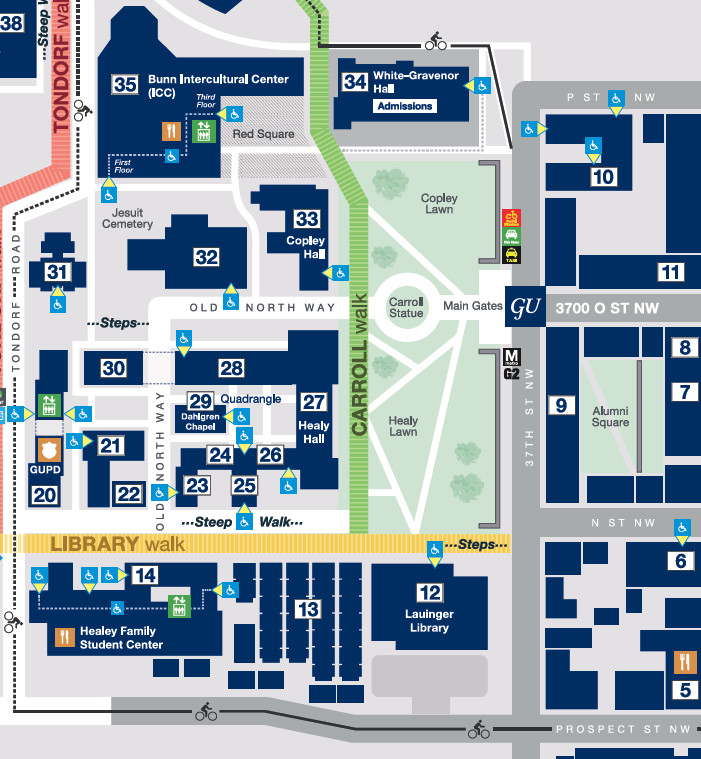 38
...Steep W
TONDORF walk
35
Bunn Intercultural Center
(ICC)
Third
Floor
First
Floor
Red Square
34
White-Gravenor
Hall
Admissions
P ST NW
10
Jesuit
Cemetery
33
Copley
Hall
32
Copley
Lawn
TAXI
31
11
TONDORF ROAD
OLD NORTH WAY
CARROLL walk
Carroll
Statue
Main Gates
GU
3700 O ST NW
...Steps...
30
28
M
metro
G2
8
7
9
37TH ST NW
Alumni
Square
29
Dahlgren
Chapel
Quadrangle
27
Healy
Hall
Healy
Lawn
OLD NORTH WAY
21
24
26
GUPD
20
22
23
25
...Steep Walk...
N ST NW
LIBRARY walk
...Steps...
6
14
13
12
Lauinger
Library
Healey Family
Student Center
5
PROSPECT ST NW